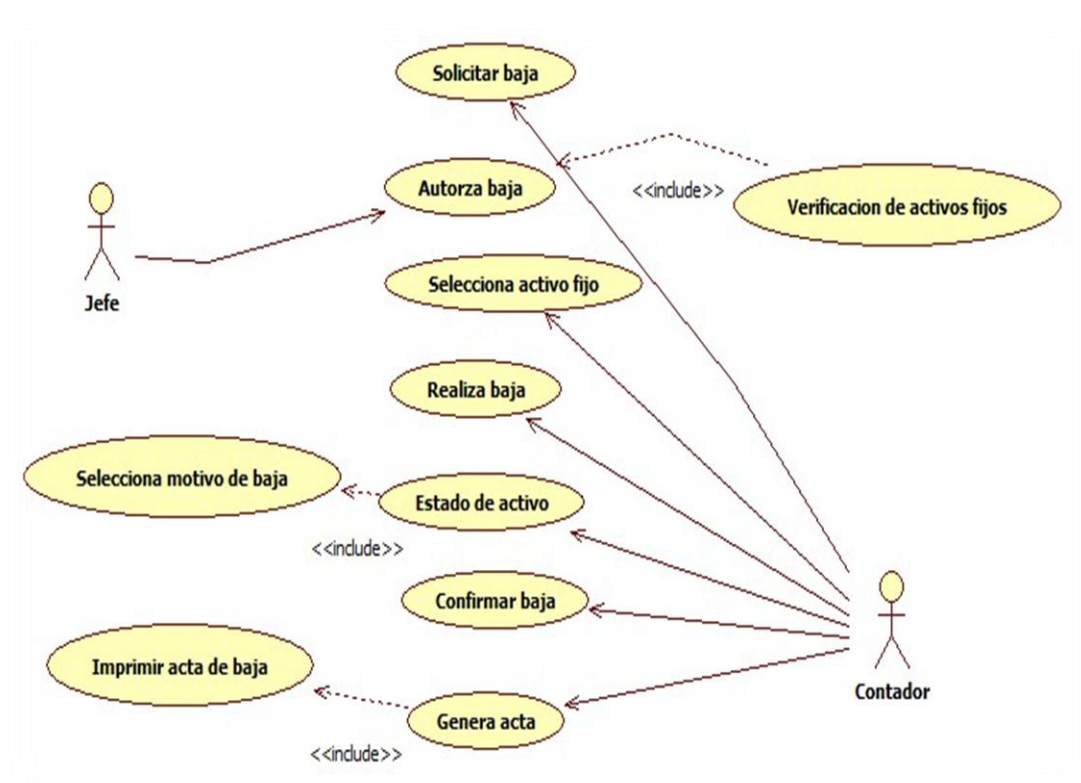 Solicitar baja
Autorza baja
<<include>>
Verificacion de activos fijos
Jefe
Selecciona activo fijo
Realiza baja
Selecciona motivo de baja
Estado de activo
<<include>>
Confirmar baja
Imprimir acta de baja
Contador
Genera acta
<<include>>